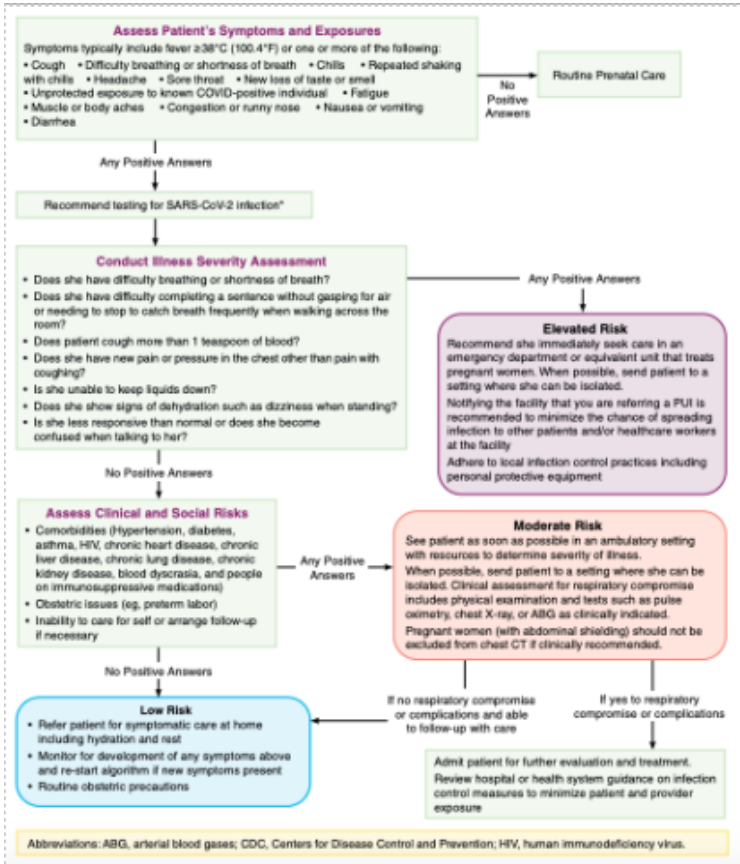 Assess Patient's Symptoms and Exposures
Symptoms typically include fever ≥38°C (100.4°F) or one or more of the following:
• Cough • Difficulty breathing or shortness of breath • Chills • Repeated shaking
with chills • Headache • Sore throat • New loss of taste or smell
• Unprotected exposure to known COVID-positive individual • Fatigue
• Muscle or body aches • Congestion or runny nose • Nausea or vomiting
• Diarrhea
No
Positive
Answers
Routine Prenatal Care
Any Positive Answers
Recommend testing for SARS-CoV-2 infection*
Conduct Illness Severity Assessment
• Does she have difficulty breathing or shortness of breath?
• Does she have difficulty completing a sentence without gasping for air
or needing to stop to catch breath frequently when walking across the
room?
• Does patient cough more than 1 teaspoon of blood?
• Does she have new pain or pressure in the chest other than pain with
coughing?
• Is she unable to keep liquids down?
• Does she show signs of dehydration such as dizziness when standing?
• Is she less responsive than normal or does she become
confused when talking to her?
Any Positive Answers
Elevated Risk
Recommend she immediately seek care in an
emergency department or equivalent unit that treats
pregnant women. When possible, send patient to a
setting where she can be isolated.
Notifying the facility that you are referring a PUI is
recommended to minimize the chance of spreading
infection to other patients and/or healthcare workers
at the facility
Adhere to local infection control practices including
personal protective equipment
No Positive Answers
Assess Clinical and Social Risks
• Comorbidities (Hypertension, diabetes,
asthma, HIV, chronic heart disease, chronic
liver disease, chronic lung disease, chronic
kidney disease, blood dyscrasia, and people
on immunosuppressive medications)
• Obstetric issues (eg, preterm labor)
• Inability to care for self or arrange follow-up
if necessary
Any Positive
Answers
Moderate Risk
See patient as soon as possible in an ambulatory setting
with resources to determine severity of illness.
When possible, send patient to a setting where she can be
isolated. Clinical assessment for respiratory compromise
includes physical examination and tests such as pulse
oximetry, chest X-ray, or ABG as clinically indicated.
Pregnant women (with abdominal shielding) should not be
excluded from chest CT if clinically recommended.
No Positive Answers
Low Risk
• Refer patient for symptomatic care at home
including hydration and rest
• Monitor for development of any symptoms above
and re-start algorithm if new symptoms present
• Routine obstetric precautions
If no respiratory compromise
or complications and able
to follow-up with care
If yes to respiratory
compromise or complications
Admit patient for further evaluation and treatment.
Review hospital or health system guidance on infection
control measures to minimize patient and provider
exposure
Abbreviations: ABG, arterial blood gases; CDC, Centers for Disease Control and Prevention; HIV, human immunodeficiency virus.